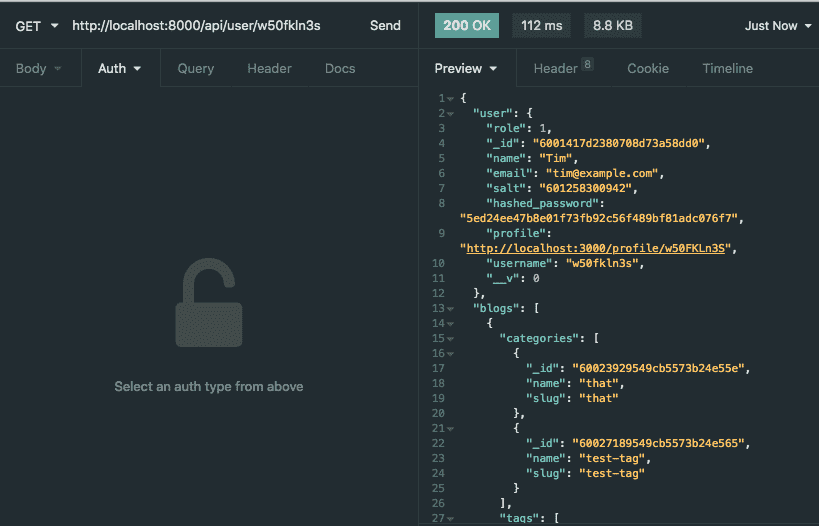 GET http://localhost:8000/api/user/w50fkln3s Send 200 OK 112 ms 8.8 KB Just Now
Body Auth Query Header Docs Preview Header 8 Cookie Timeline
Select an auth type from above
1 {
2 "user": {
3 "role": 1,
4 "_id": "6001417d2380708d73a58dd0",
5 "name": "Tim",
6 "email": "tim@example.com",
7 "salt": "601258300942",
8 "hashed_password":
"5ed24ee47b8e01f73fb92c56f489bf81adc076f7",
9 "profile":
"http://localhost:3000/profile/w50FKLn3S",
10 "username": "w50fkln3s",
11 "__v": 0
12 },
13 "blogs": [
14 {
15 "categories": [
16 {
17 "_id": "60023929549cb5573b24e55e",
18 "name": "that",
19 "slug": "that"
20 },
21 {
22 "_id": "60027189549cb5573b24e565",
23 "name": "test-tag",
24 "slug": "test-tag"
25 }
26 ],
27 "tags": [